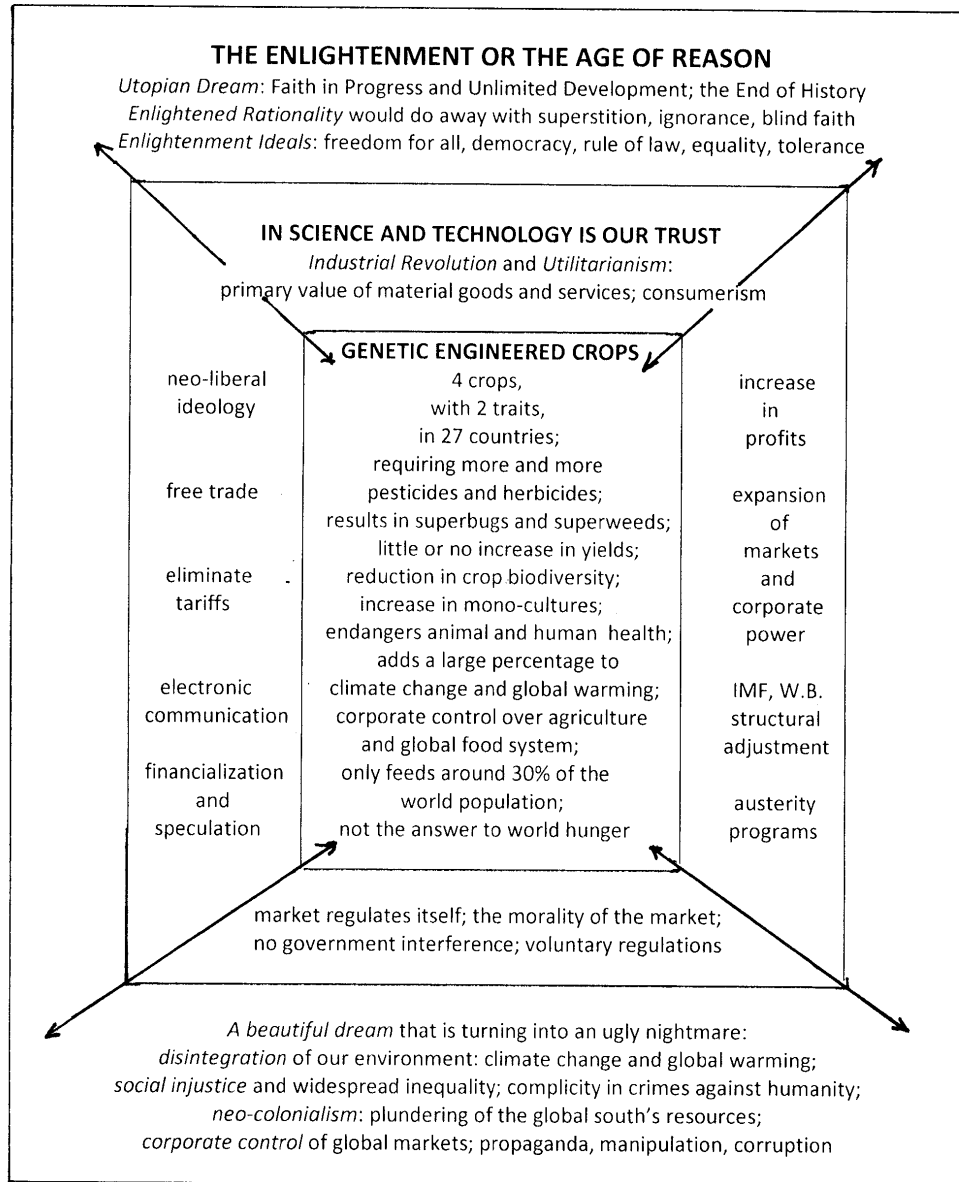 THE ENLIGHTENMENT OR THE AGE OF REASON
Utopian Dream: Faith in Progress and Unlimited Development; the End of History
Enlightened Rationality would do away with superstition, ignorance, blind faith
Enlightenment Ideals: freedom for all, democracy, rule of law, equality, tolerance
IN SCIENCE AND TECHNOLOGY IS OUR TRUST
Industrial Revolution and Utilitarianism:
primary value of material goods and services; consumerism
neo-liberal
ideology
free trade
eliminate
tariffs
electronic
communication
financialization
and
speculation
GENETIC ENGINEERED CROPS
4 crops,
with 2 traits,
in 27 countries;
requiring more and more
pesticides and herbicides;
results in superbugs and superweeds;
little or no increase in yields;
reduction in crop biodiversity;
increase in mono-cultures;
endangers animal and human health;
adds a large percentage to
climate change and global warming;
corporate control over agriculture
and global food system;
only feeds around 30% of the
world population;
not the answer to world hunger
increase
in
profits
expansion
of
markets
and
corporate
power
IMF, W.B.
structural
adjustment
austerity
programs
market regulates itself; the morality of the market;
no government interference; voluntary regulations
A beautiful dream that is turning into an ugly nightmare:
disintegration of our environment: climate change and global warming;
social injustice and widespread inequality; complicity in crimes against humanity;
neo-colonialism: plundering of the global south's resources;
corporate control of global markets; propaganda, manipulation, corruption